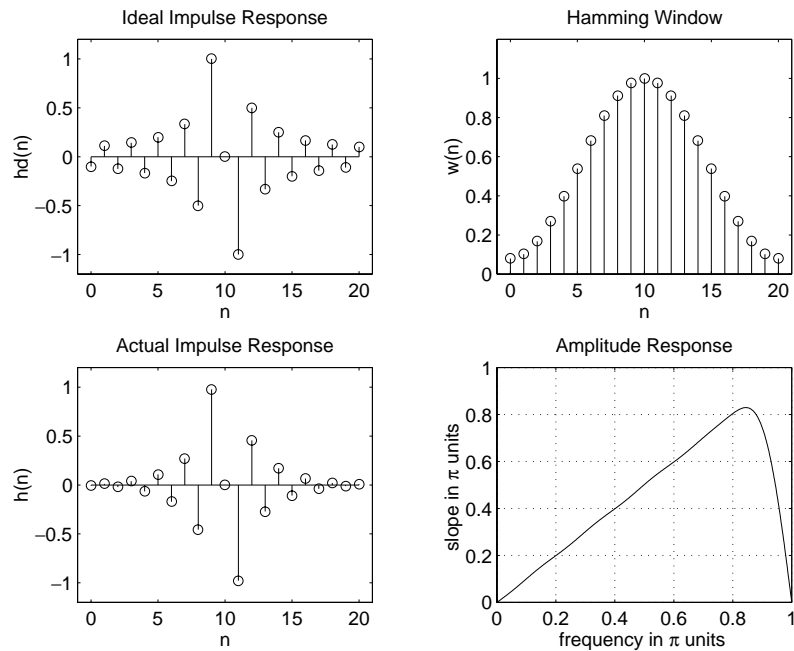 Ideal Impulse Response
1
0.5
0
−0.5
−1
hd(n)
0 5 10 15 20
n
Hamming Window
1
0.8
0.6
0.4
0.2
0
w(n)
0 5 10 15 20
n
Actual Impulse Response
1
0.5
0
−0.5
−1
h(n)
0 5 10 15 20
n
Amplitude Response
1
0.8
0.6
0.4
0.2
0
slope in π units
0 0.2 0.4 0.6 0.8 1
frequency in π units